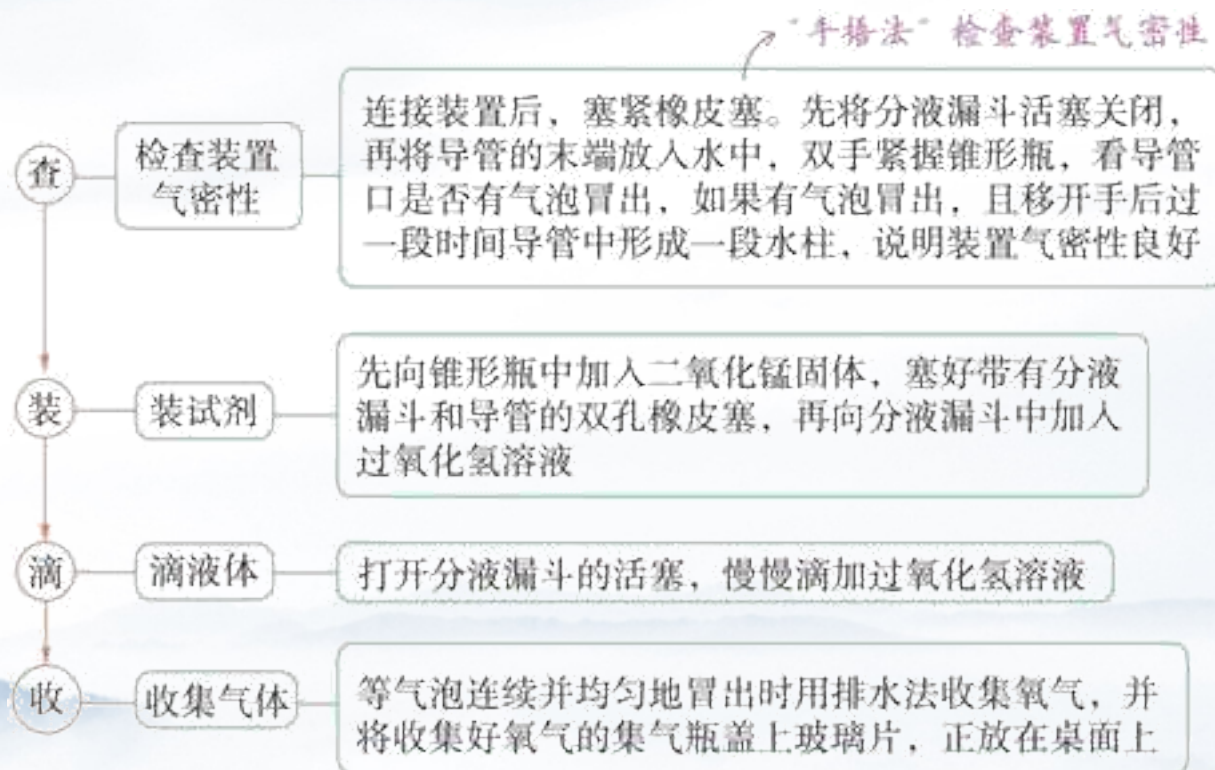 “手捂法”检查装置气密性
查
检查装置
气密性
连接装置后，塞紧橡皮塞。先将分液漏斗活塞关闭，
再将导管的末端放入水中，双手紧握锥形瓶，看导管
口是否有气泡冒出，如果有气泡冒出，且移开手后过
一段时间导管中形成一段水柱，说明装置气密性良好
装
装试剂
先向锥形瓶中加入二氧化锰固体，塞好带有分液
漏斗和导管的双孔橡皮塞，再向分液漏斗中加入
过氧化氢溶液
滴
滴液体
打开分液漏斗的活塞，慢慢滴加过氧化氢溶液
收
收集气体
等气泡连续并均匀地冒出时用排水法收集氧气，并
将收集好氧气的集气瓶盖上玻璃片，正放在桌面上